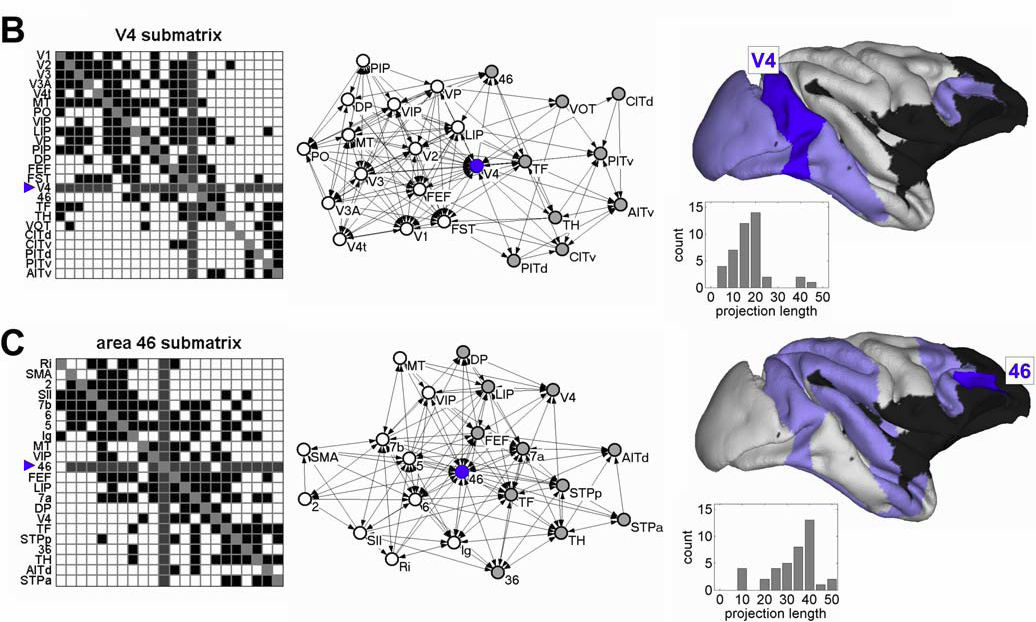 B
V4 submatrix
V1
V2
V3
V3A
V4t
MT
PO
VIP
LIP
VP
PIP
DP
FEF
FST
V4
46
TF
TH
VOT
CITd
CITv
PITd
PITv
AITv
PIP
46
DP
VIP
VP
VOT
CITd
MT
LIP
PO
V2
V4
TF
PITv
V3
FEF
V3A
AITv
V4t
V1
FST
TH
PITd
CITv
V4
15
10
5
0
count
0 10 20 30 40 50
projection length
C
area 46 submatrix
Ri
SMA
2
SII
7b
6
5
Ig
MT
VIP
46
FEF
LIP
7a
DP
V4
TF
STPp
36
TH
AITd
STPa
MT
DP
VIP
LIP
V4
FEF
7b
7a
SMA
5
46
AITd
2
6
TF
STPp
STPa
SII
Ig
TH
Ri
36
46
15
10
5
0
count
0 10 20 30 40 50
projection length